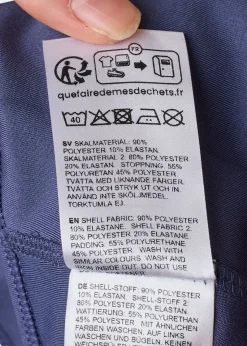 FR
quefairedemesdechets.fr
40
SV SKALMATERIAL: 90%
POLYESTER 10% ELASTAN.
SKALMATERIAL 2: 80% POLYESTER
20% ELASTAN. STOPPNING: 55%
POLYURETAN 45% POLYESTER.
TVÄTTA MED LIKNANDE FÄRGER.
TVÄTTA OCH STRYK UT OCH IN.
ANVÄND INTE SKÖLJMEDEL.
TORKTUMLA EJ.
EN SHELL FABRIC: 90% POLYESTER
10% ELASTANE. SHELL FABRIC 2:
80% POLYESTER 20% ELASTANE.
PADDING: 55% POLYURETHANE
45% POLYESTER. WASH WITH
SIMILAR COLOURS. WASH AND
IRON INSIDE OUT. DO NOT USE
DE SHELL-STOFF: 90% POLYESTER
10% ELASTAN. SHELL-STOFF 2:
80% POLYESTER 20% ELASTAN.
WATTIERUNG: 55% POLYURETHAN
45% POLYESTER. MIT ÄHNLICHEN
FARBEN WASCHEN. AUF LINKS
WASCHEN UND BÜGELN. KEINEN